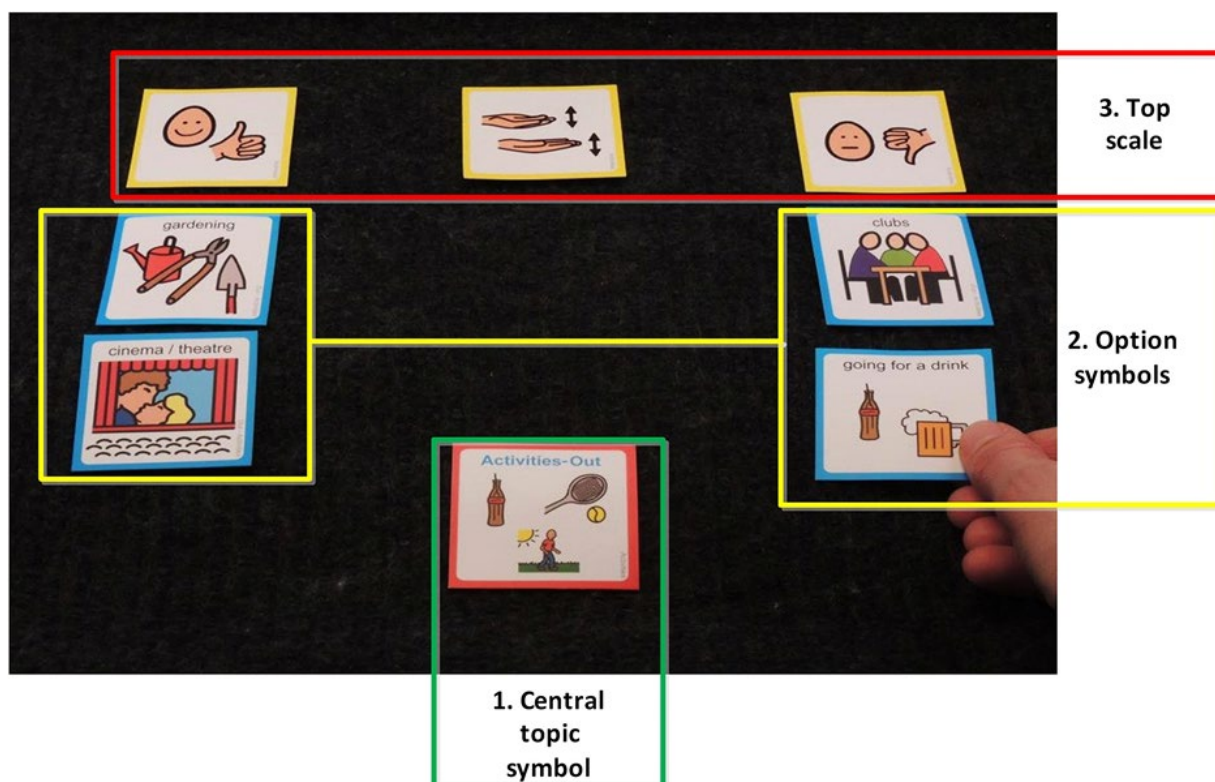 3. Top
scale
gardening
clubs
cinema / theatre
2. Option
symbols
going for a drink
Activities-Out
1. Central
topic
symbol